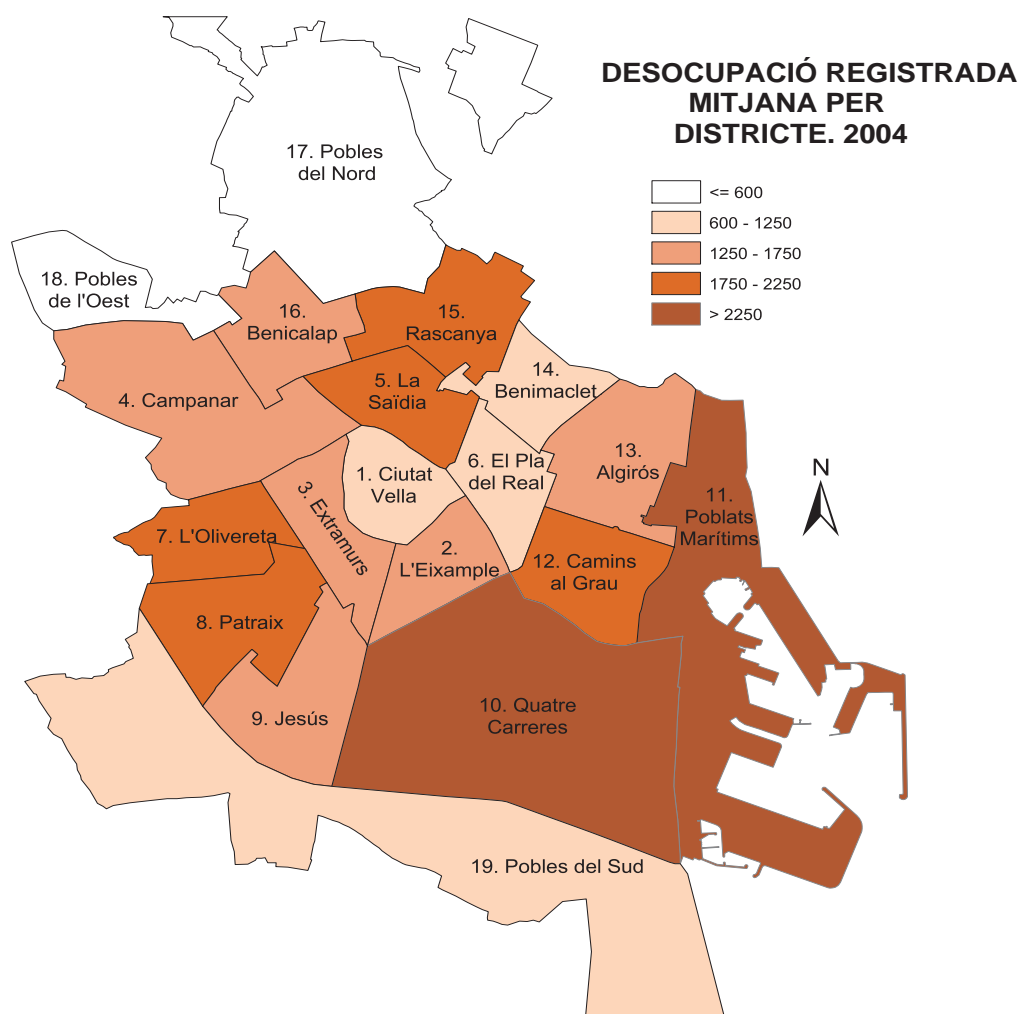 DESOCUPACIÓ REGISTRADA
MITJANA PER
DISTRICTE. 2004
<= 600
600 - 1250
1250 - 1750
1750 - 2250
> 2250
17. Pobles
del Nord
18. Pobles
de l'Oest
16.
Benicalap
15.
Rascanya
14.
Benimaclet
5. La
Saïdia
4. Campanar
13.
Algirós
6. El Pla
del Real
1. Ciutat
Vella
3. Extramurs
11.
Poblats
Marítims
N
7. L'Olivereta
2.
L'Eixample
12. Camins
al Grau
8. Patraix
9. Jesús
10. Quatre
Carreres
19. Pobles del Sud